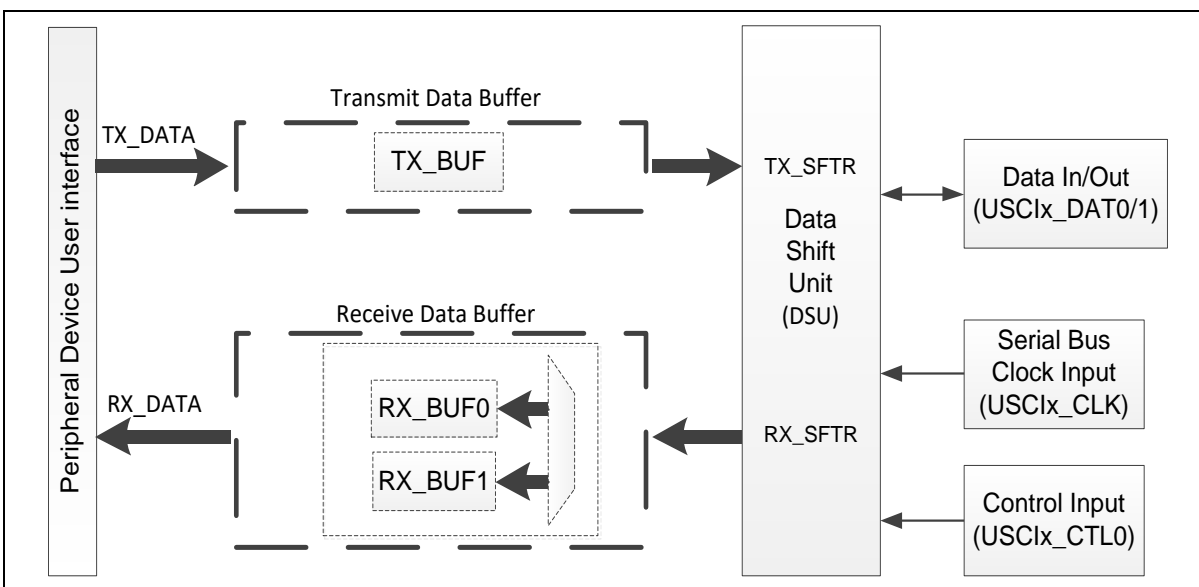 Peripheral Device User interface
TX_DATA
Transmit Data Buffer
TX_BUF
RX_DATA
Receive Data Buffer
RX_BUF0
RX_BUF1
TX_SFTR
Data
Shift
Unit
(DSU)
RX_SFTR
Data In/Out
(USCIx_DAT0/1)
Serial Bus
Clock Input
(USCIx_CLK)
Control Input
(USCIx_CTL0)